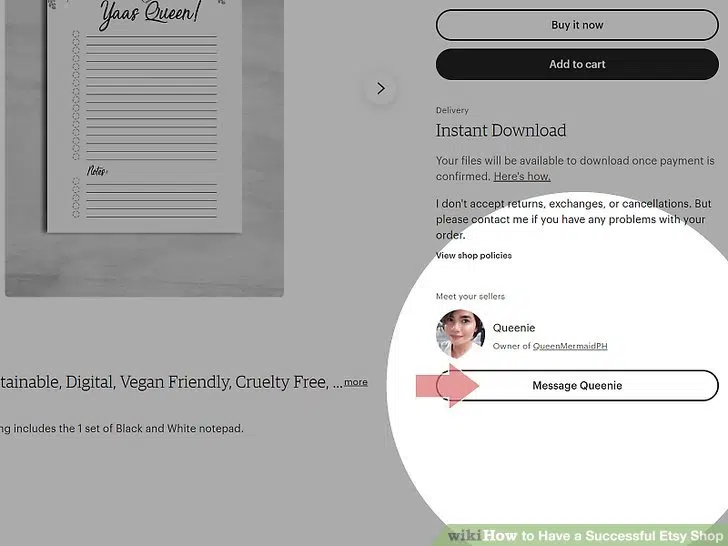 Yaas Queen!
Notes:
Buy it now
Add to cart
Delivery
Instant Download
Your files will be available to download once payment is
confirmed. Here's how.
I don't accept returns, exchanges, or cancellations. But
please contact me if you have any problems with your
order.
View shop policies
Meet your sellers
Queenie
Owner of QueenMermaidPH
Message Queenie
tainable, Digital, Vegan Friendly, Cruelty Free, ... more
ng includes the 1 set of Black and White notepad.
wikiHow to Have a Successful Etsy Shop